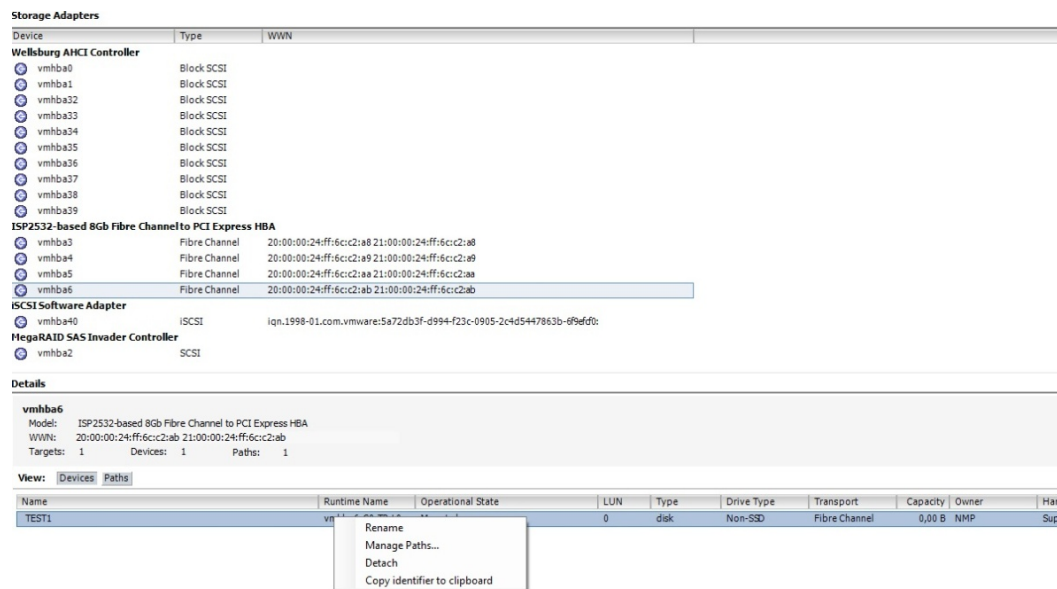 Storage Adapters
Device Type WWN
Wellsburg AHCI Controller
vmhba0 Block SCSI
vmhba1 Block SCSI
vmhba32 Block SCSI
vmhba33 Block SCSI
vmhba34 Block SCSI
vmhba35 Block SCSI
vmhba36 Block SCSI
vmhba37 Block SCSI
vmhba38 Block SCSI
vmhba39 Block SCSI
ISP2532-based 8Gb Fibre Channel to PCI Express HBA
vmhba3 Fibre Channel 20:00:00:24:ff:6c:c2:a8 21:00:00:24:ff:6c:c2:a8
vmhba4 Fibre Channel 20:00:00:24:ff:6c:c2:a9 21:00:00:24:ff:6c:c2:a9
vmhba5 Fibre Channel 20:00:00:24:ff:6c:c2:aa 21:00:00:24:ff:6c:c2:aa
vmhba6 Fibre Channel 20:00:00:24:ff:6c:c2:ab 21:00:00:24:ff:6c:c2:ab
iSCSI Software Adapter
vmhba40 iSCSI iqn.1998-01.com.vmware:5a72db3f-d994-f23c-0905-2c4d5447863b-6f9efd0:
MegaRAID SAS Invader Controller
vmhba2 SCSI
Details
vmhba6
Model: ISP2532-based 8Gb Fibre Channel to PCI Express HBA
WWN: 20:00:00:24:ff:6c:c2:ab 21:00:00:24:ff:6c:c2:ab
Targets: 1 Devices: 1 Paths: 1
View: Devices Paths
Name Runtime Name Operational State LUN Type Drive Type Transport Capacity Owner Har
TEST1 0 disk Non-SSD Fibre Channel 0,00 B NMP Sup
Rename
Manage Paths...
Detach
Copy identifier to clipboard